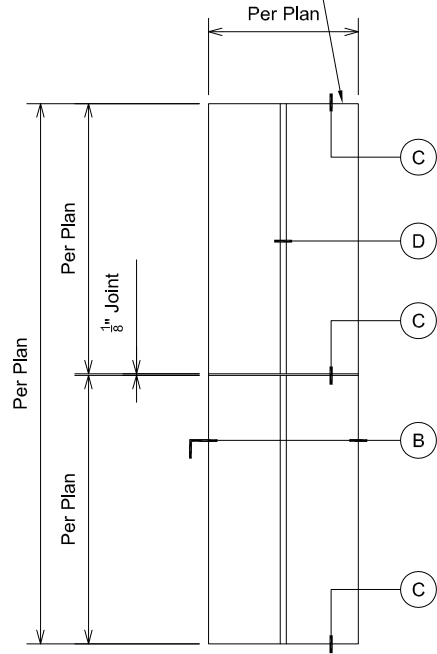 Per Plan
C
D
Per Plan
1/8" Joint
C
Per Plan
B
Per Plan
C